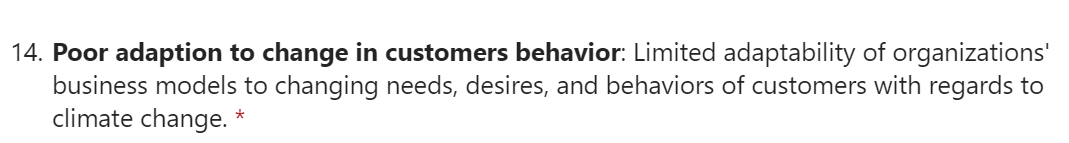 14. Poor adaption to change in customers behavior: Limited adaptability of organizations'
business models to changing needs, desires, and behaviors of customers with regards to
climate change. *